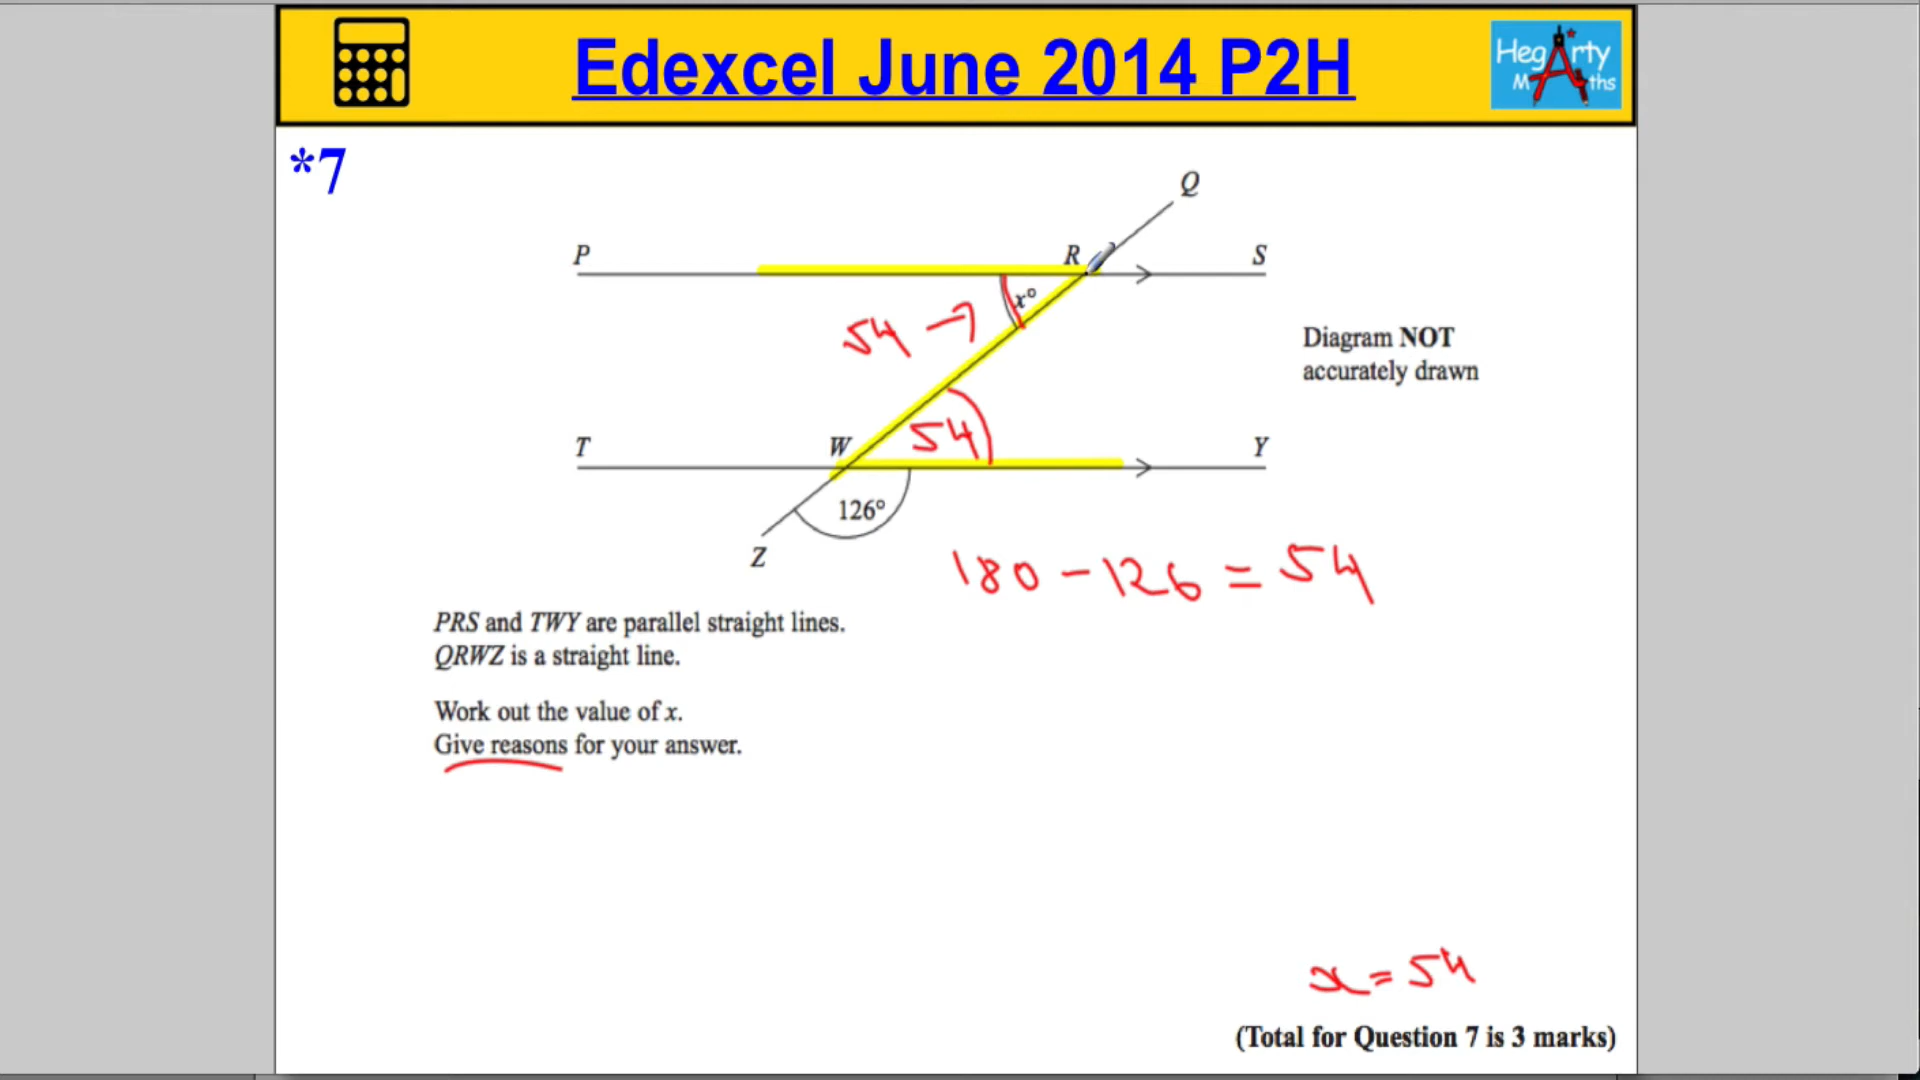 Edexcel June 2014 P2H
Hegarty
Maths
*7
Q
P
R
S
x°
54 →
Diagram NOT
accurately drawn
T
W
54
Y
126°
Z
180 - 126 = 54
PRS and TWY are parallel straight lines.
QRWZ is a straight line.
Work out the value of x.
Give reasons for your answer.
x = 54
(Total for Question 7 is 3 marks)